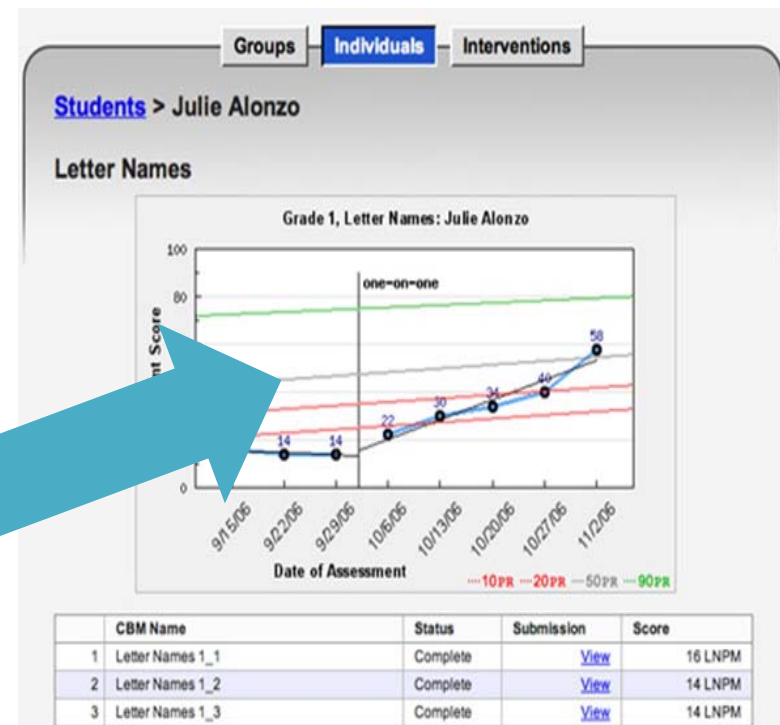 Groups Individuals Interventions
Students > Julie Alonzo
Letter Names
Grade 1, Letter Names: Julie Alonzo
100
80
0
nt Score
one-on-one
14 14 22 30 34 40 58
9/15/06 9/22/06 9/29/06 10/6/06 10/13/06 10/20/06 10/27/06 11/2/06
Date of Assessment
10PR 20PR 50PR 90PR
CBM Name Status Submission Score
1 Letter Names 1_1 Complete View 16 LNPM
2 Letter Names 1_2 Complete View 14 LNPM
3 Letter Names 1_3 Complete View 14 LNPM